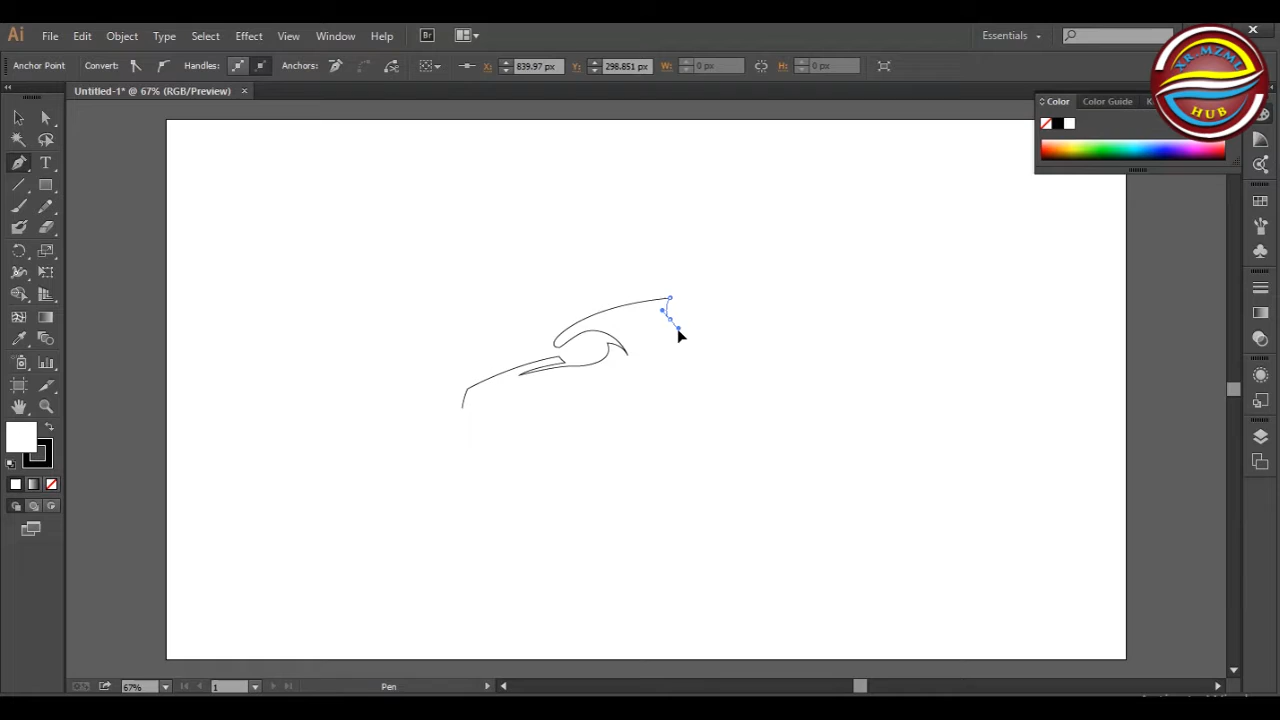 Ai File Edit Object Type Select Effect View Window Help Br Essentials
Anchor Point Convert: Handles: Anchors: X: 839.97 px Y: 298.851 px W: 0 px H: 0 px
Untitled-1* @ 67% (RGB/Preview)
Color Color Guide
XR.MZML
HUB
T
67% 1 Pen